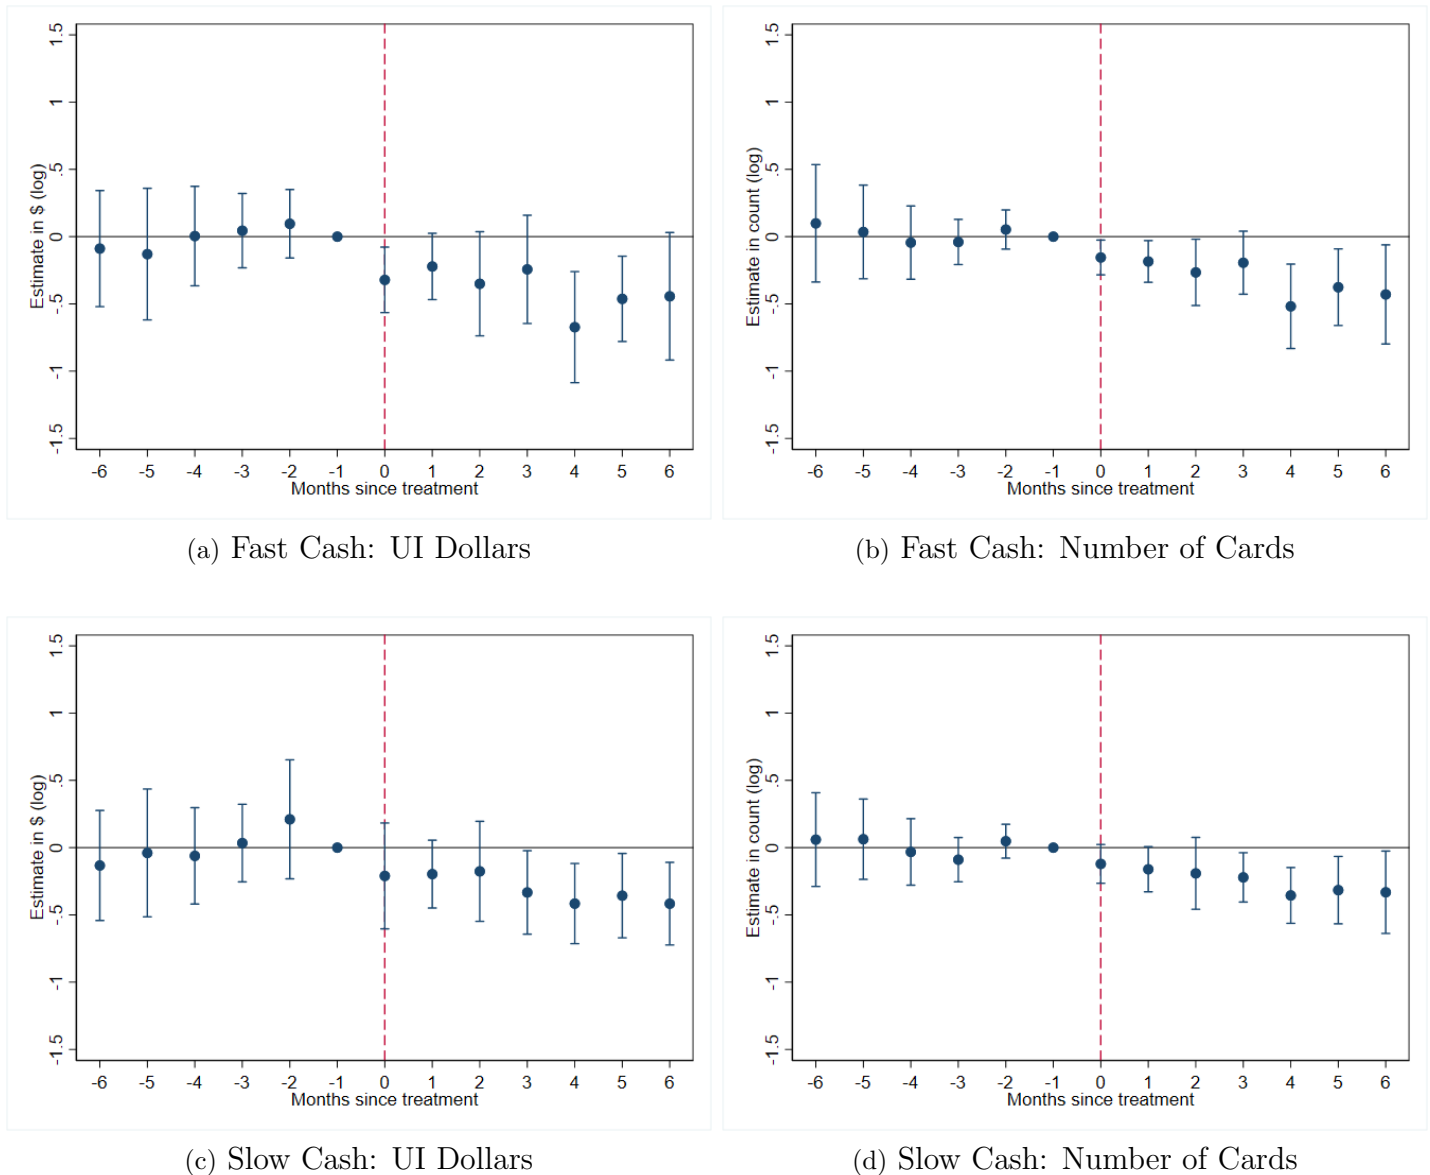 Estimate in $ (log)
1.5
1
.5
0
-.5
-1
-1.5
-6 -5 -4 -3 -2 -1 0 1 2 3 4 5 6
Months since treatment
(a) Fast Cash: UI Dollars
Estimate in count (log)
1.5
1
.5
0
-.5
-1
-1.5
-6 -5 -4 -3 -2 -1 0 1 2 3 4 5 6
Months since treatment
(b) Fast Cash: Number of Cards
Estimate in $ (log)
1.5
1
.5
0
-.5
-1
-1.5
-6 -5 -4 -3 -2 -1 0 1 2 3 4 5 6
Months since treatment
(c) Slow Cash: UI Dollars
Estimate in count (log)
1.5
1
.5
0
-.5
-1
-1.5
-6 -5 -4 -3 -2 -1 0 1 2 3 4 5 6
Months since treatment
(d) Slow Cash: Number of Cards